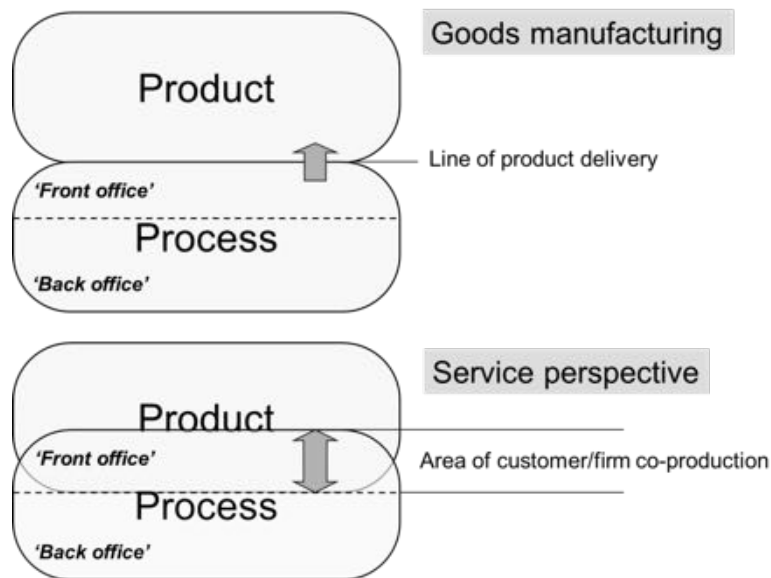 Goods manufacturing
Product
Line of product delivery
‘Front office’
Process
‘Back office’
Service perspective
Product
‘Front office’
Area of customer/firm co-production
Process
‘Back office’